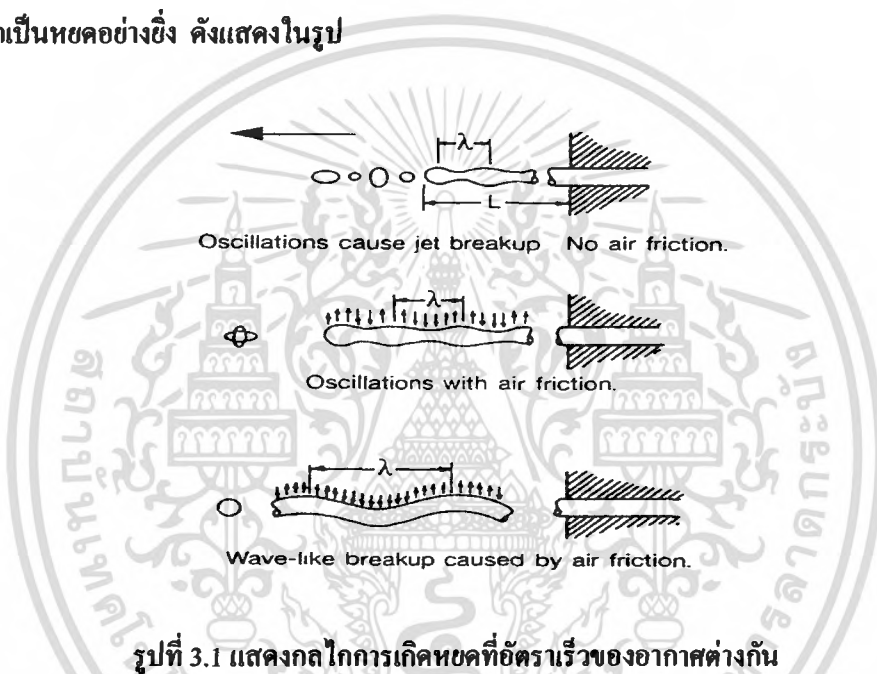 าเป็นหยดอย่างยิ่ง ดังแสดงในรูป
λ
L
Oscillations cause jet breakup No air friction.
λ
Oscillations with air friction.
λ
Wave-like breakup caused by air friction.
รูปที่ 3.1 แสดงกลไกการเกิดหยดที่อัตราเร็วของอากาศต่างกัน